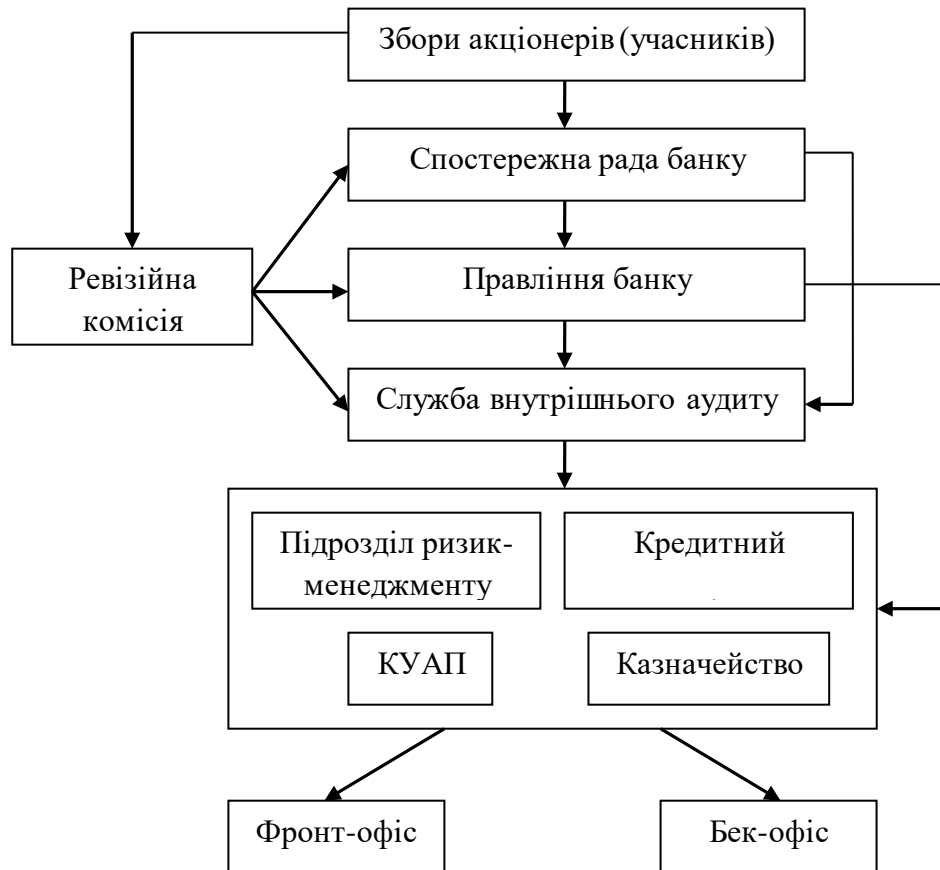 Збори акціонерів (учасників)
Спостережна рада банку
Ревізійна
комісія
Правління банку
Служба внутрішнього аудиту
Підрозділ ризик-
менеджменту
Кредитний
КУАП
Казначейство
Фронт-офіс
Бек-офіс